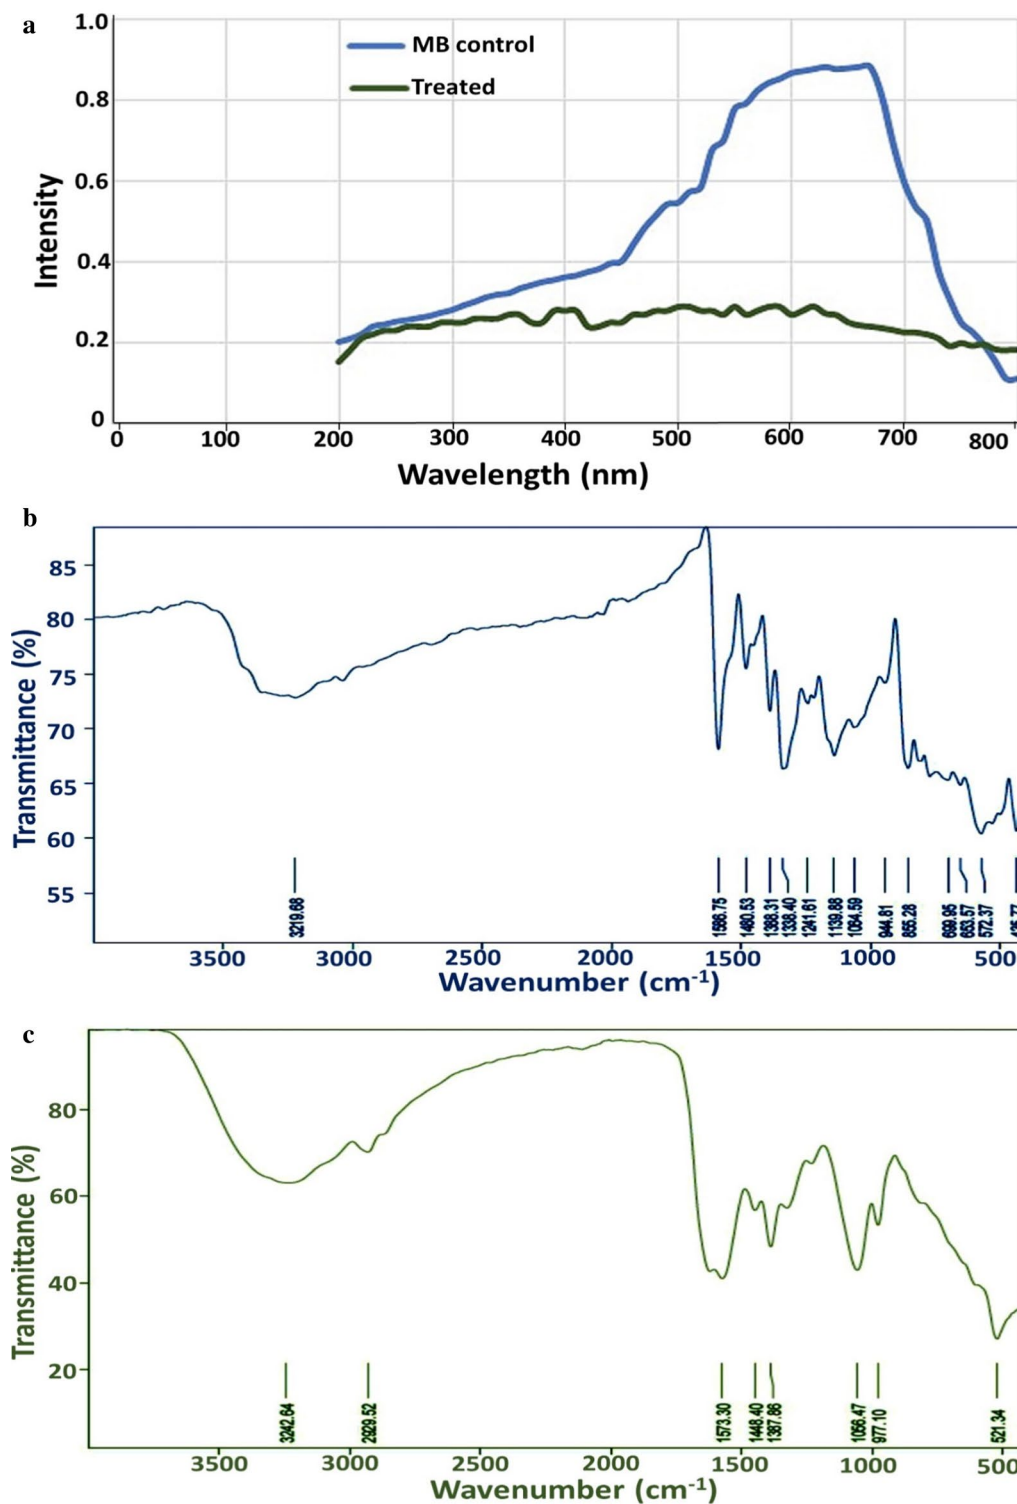 a
1.0
0.8
0.6
0.4
0.2
0
Intensity
MB control
Treated
0 100 200 300 400 500 600 700 800
Wavelength (nm)
b
85
80
75
70
65
60
55
Transmittance (%)
3219.68
1586.75
1480.53
1388.31
1338.40
1241.61
1139.88
1064.59
944.81
855.28
699.95
663.57
572.37
3500 3000 2500 2000 1500 1000 500
Wavenumber (cm⁻¹)
c
80
60
40
20
Transmittance (%)
3242.64
2929.52
1573.30
1448.40
1387.86
1056.47
977.10
521.34
3500 3000 2500 2000 1500 1000 500
Wavenumber (cm⁻¹)